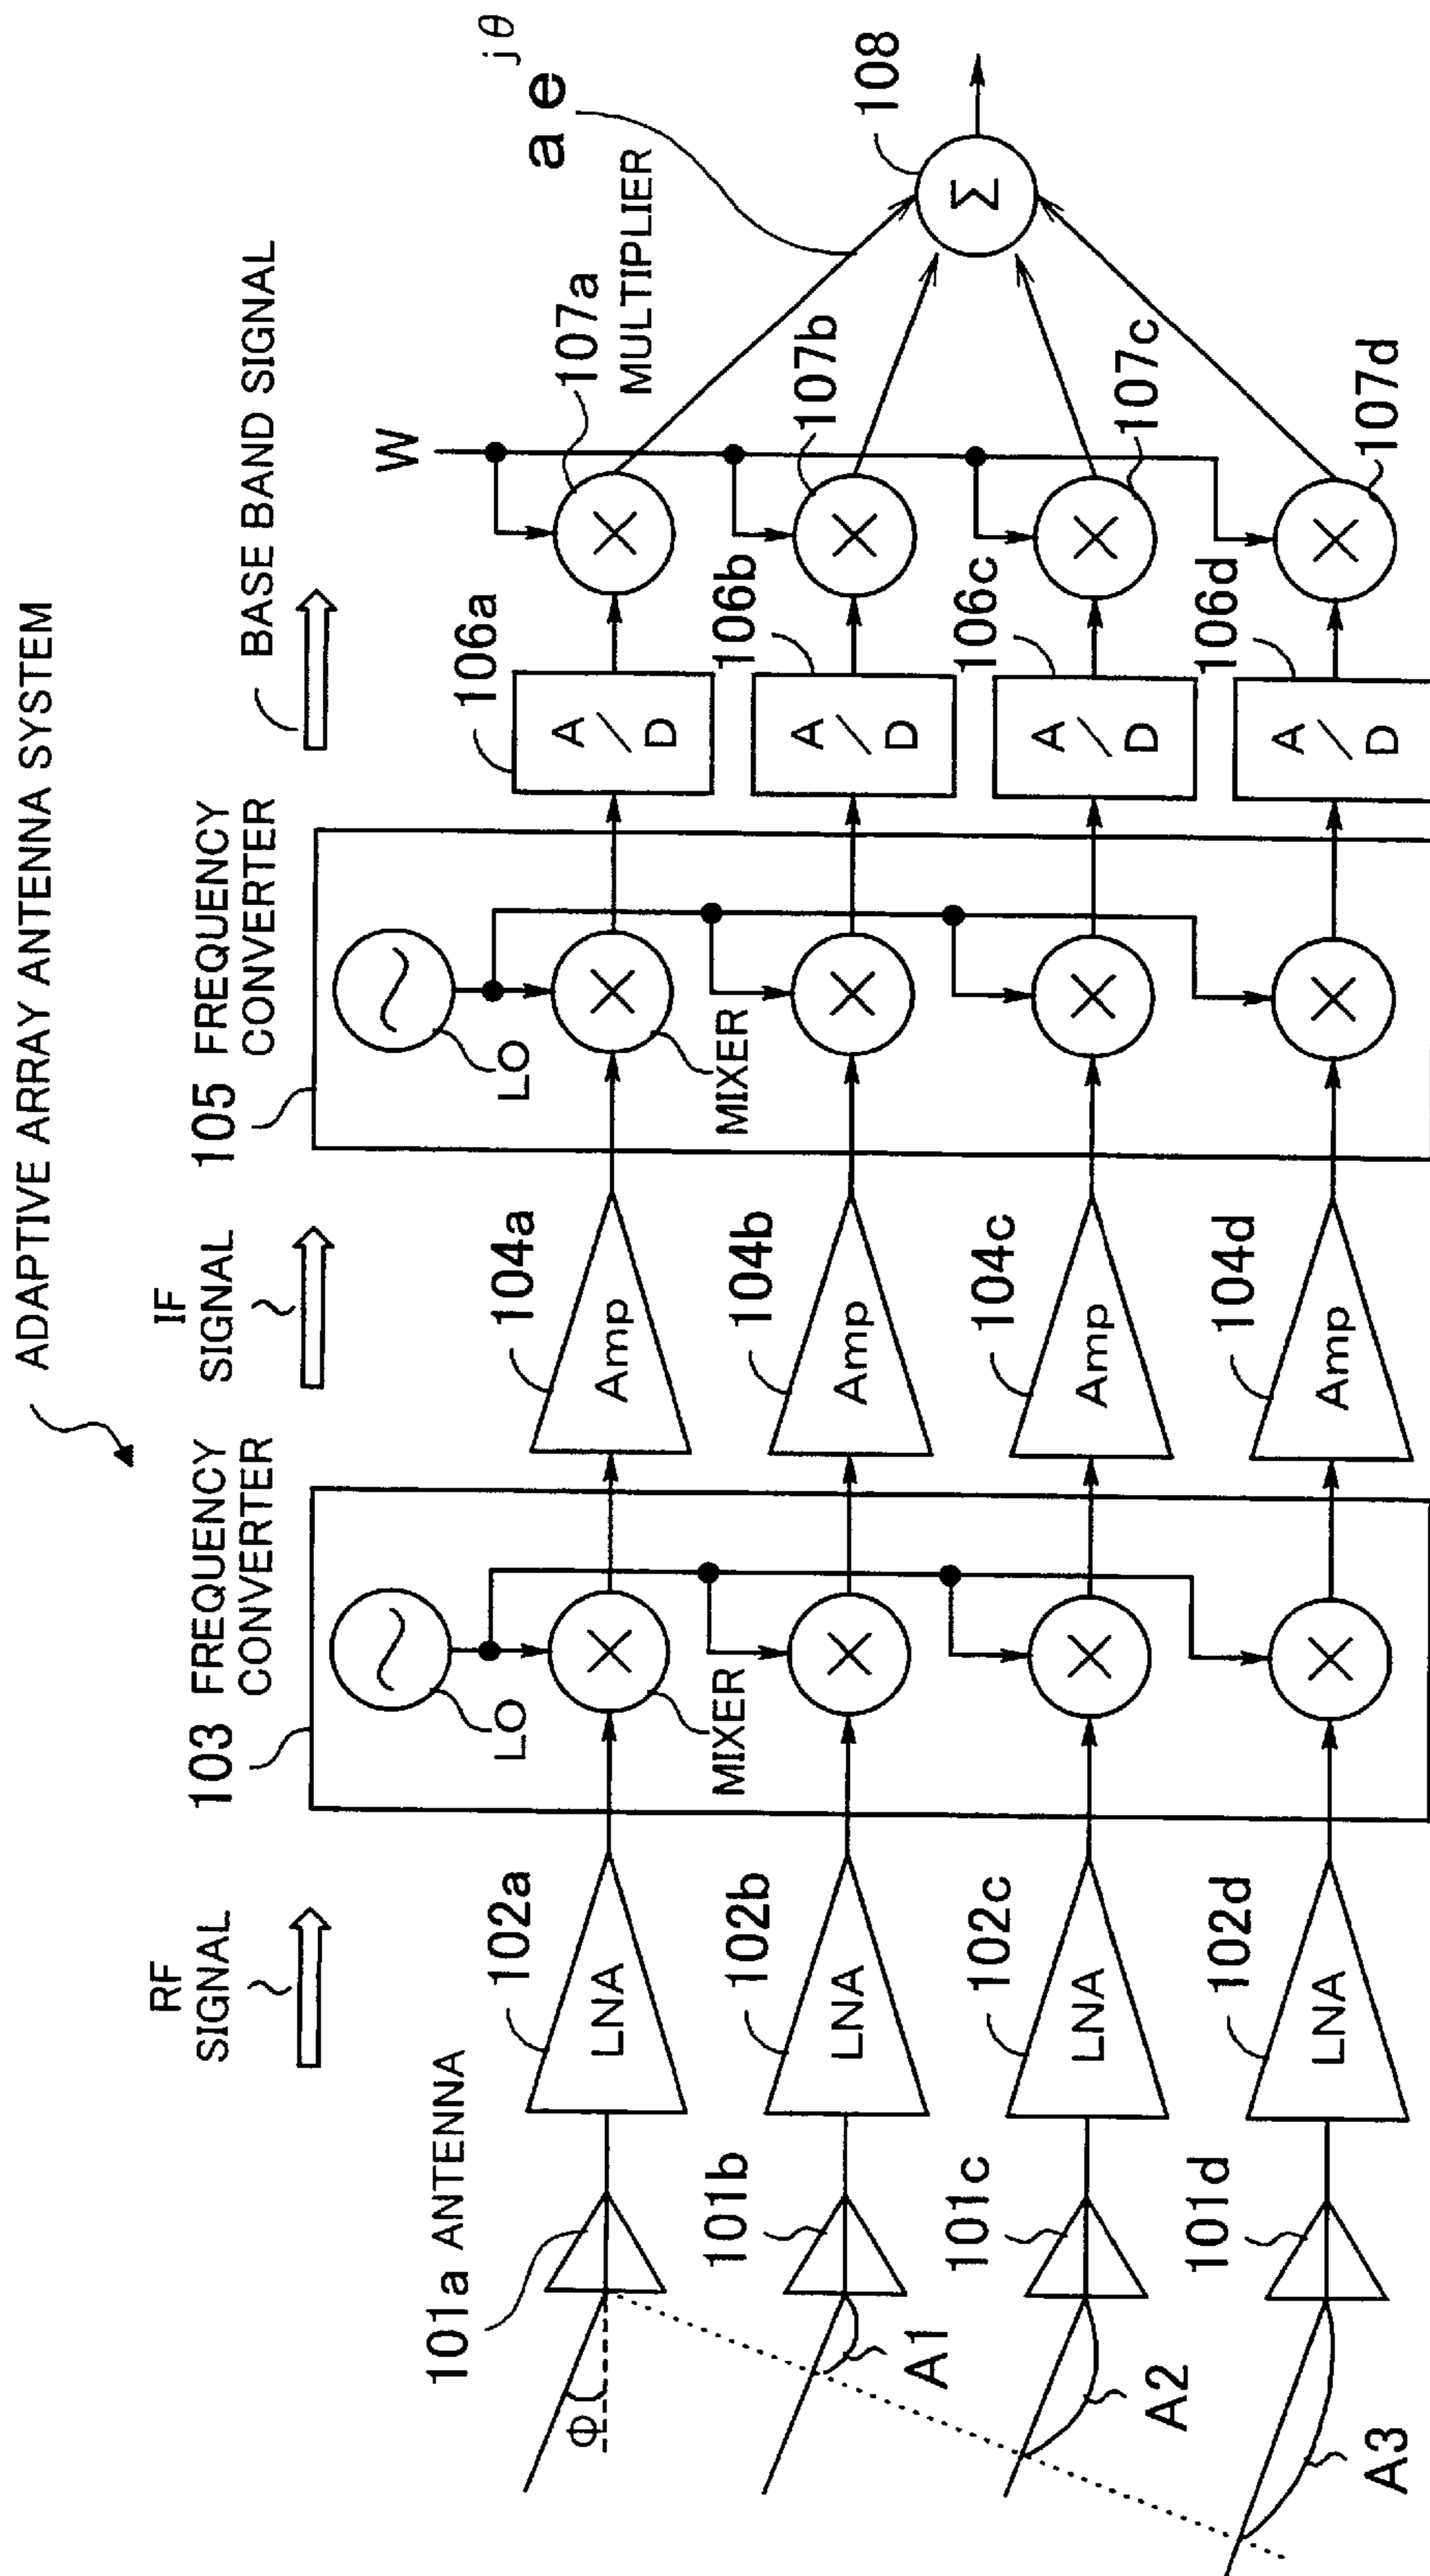 ADAPTIVE ARRAY ANTENNA SYSTEM
RF
SIGNAL
IF
SIGNAL
BASE BAND SIGNAL
103 FREQUENCY
CONVERTER
105 FREQUENCY
CONVERTER
LO
LO
MIXER
MIXER
W
a e jθ
101a ANTENNA
102a
LNA
104a
Amp
106a
A/D
107a
MULTIPLIER
Φ
101b
102b
LNA
104b
Amp
106b
A/D
107b
A1
108
Σ
101c
102c
LNA
104c
Amp
106c
A/D
107c
A2
101d
102d
LNA
104d
Amp
106d
A/D
107d
A3